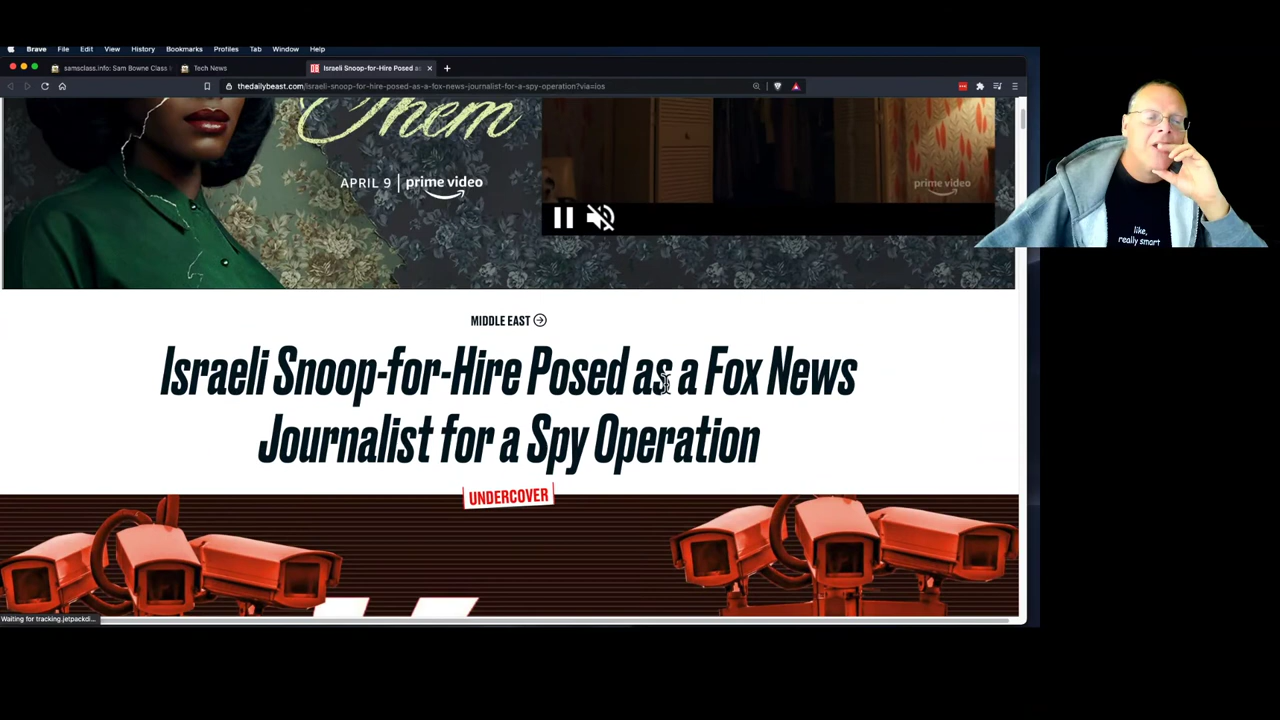 Brave File Edit View History Bookmarks Profiles Tab Window Help
samsclass.info: Sam Bowne Class Tech News Israeli Snoop-for-Hire Posed as
thedailybeast.com/israeli-snoop-for-hire-posed-as-a-fox-news-journalist-for-a-spy-operation?via=ios
Them
APRIL 9 | prime video
prime video
like,
really smart
MIDDLE EAST
Israeli Snoop-for-Hire Posed as a Fox News
Journalist for a Spy Operation
UNDERCOVER
Waiting for tracking.jetpackdi...